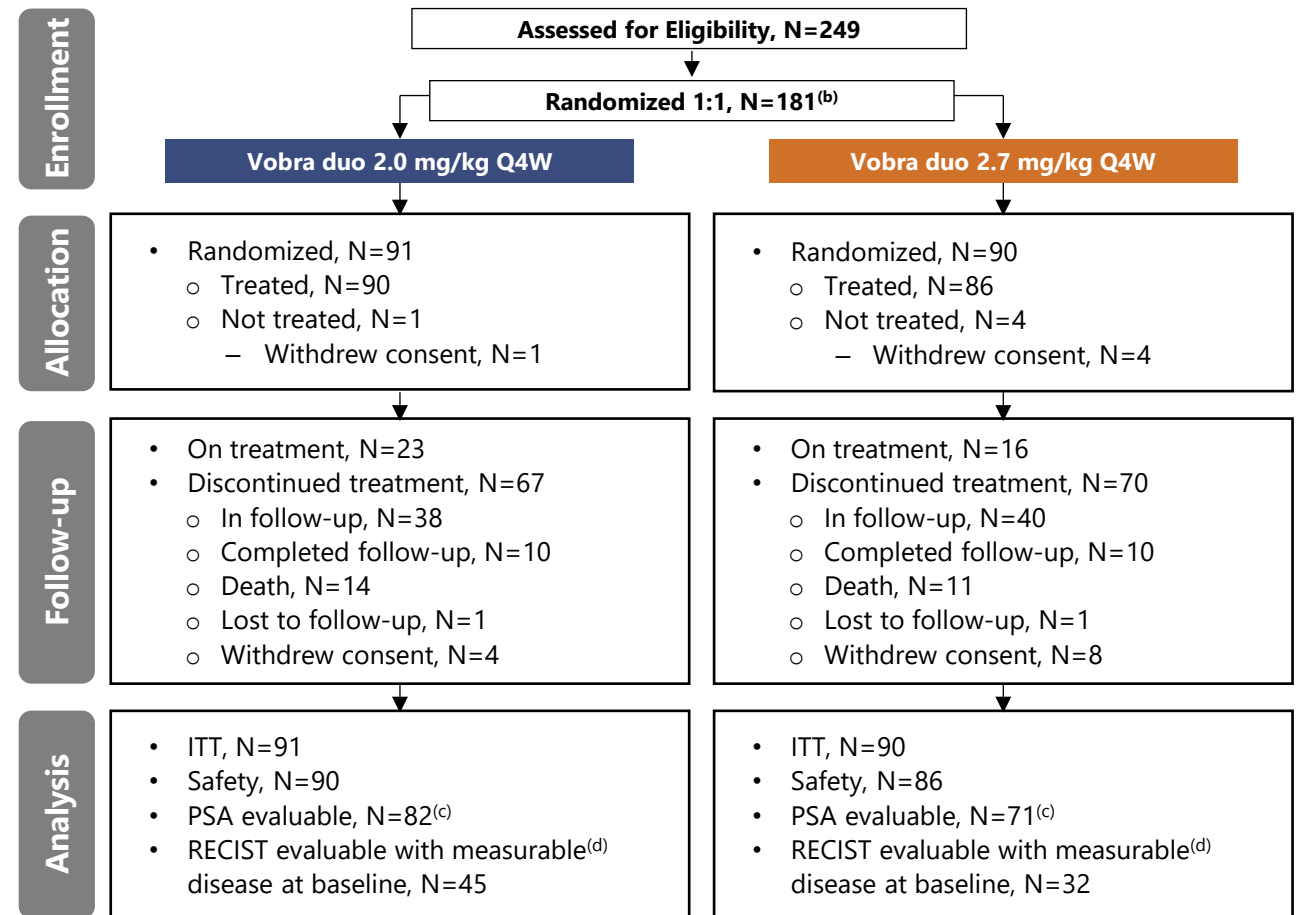 Enrollment
Assessed for Eligibility, N=249
Randomized 1:1, N=181(b)
Vobra duo 2.0 mg/kg Q4W
Vobra duo 2.7 mg/kg Q4W
Allocation
• Randomized, N=91
o Treated, N=90
o Not treated, N=1
– Withdrew consent, N=1
• Randomized, N=90
o Treated, N=86
o Not treated, N=4
– Withdrew consent, N=4
Follow-up
• On treatment, N=23
• Discontinued treatment, N=67
o In follow-up, N=38
o Completed follow-up, N=10
o Death, N=14
o Lost to follow-up, N=1
o Withdrew consent, N=4
• On treatment, N=16
• Discontinued treatment, N=70
o In follow-up, N=40
o Completed follow-up, N=10
o Death, N=11
o Lost to follow-up, N=1
o Withdrew consent, N=8
Analysis
• ITT, N=91
• Safety, N=90
• PSA evaluable, N=82(c)
• RECIST evaluable with measurable(d)
disease at baseline, N=45
• ITT, N=90
• Safety, N=86
• PSA evaluable, N=71(c)
• RECIST evaluable with measurable(d)
disease at baseline, N=32